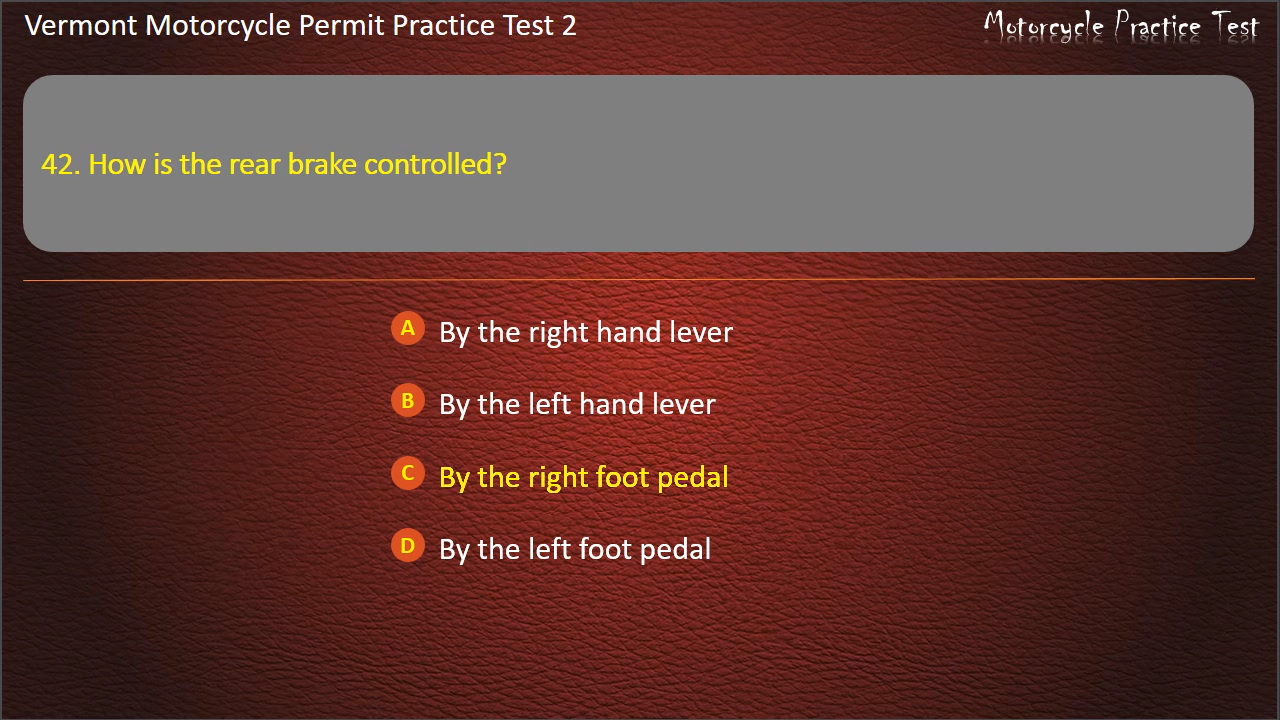 Vermont Motorcycle Permit Practice Test 2
Motorcycle Practice Test
42. How is the rear brake controlled?
A By the right hand lever
B By the left hand lever
C By the right foot pedal
D By the left foot pedal